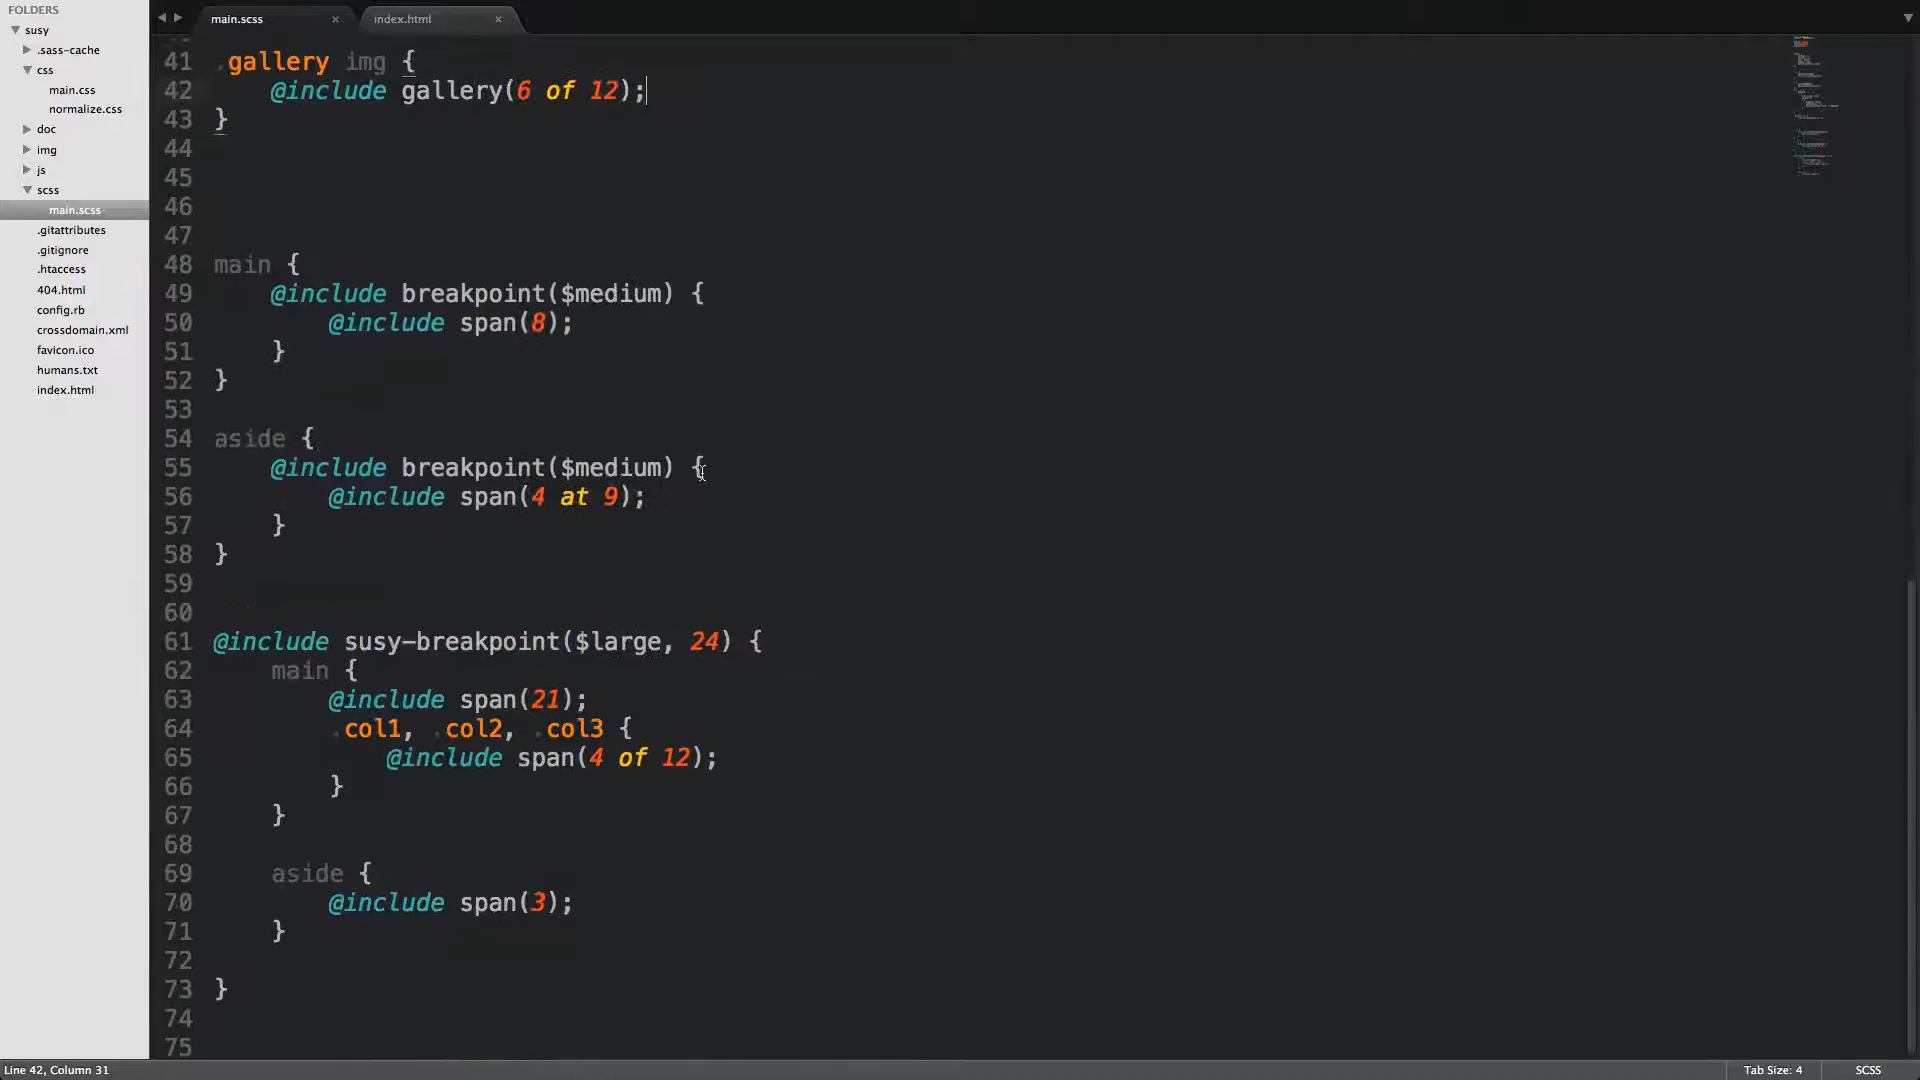 FOLDERS
susy
.sass-cache
css
main.css
normalize.css
doc
img
js
scss
main.scss
.gitattributes
.gitignore
.htaccess
404.html
config.rb
crossdomain.xml
favicon.ico
humans.txt
index.html
main.scss × index.html ×
41 .gallery img {
42 @include gallery(6 of 12);
43 }
44
45
46
47
48 main {
49 @include breakpoint($medium) {
50 @include span(8);
51 }
52 }
53
54 aside {
55 @include breakpoint($medium) {
56 @include span(4 at 9);
57 }
58 }
59
60
61 @include susy-breakpoint($large, 24) {
62 main {
63 @include span(21);
64 .col1, .col2, .col3 {
65 @include span(4 of 12);
66 }
67 }
68
69 aside {
70 @include span(3);
71 }
72
73 }
74
75
Line 42, Column 31 Tab Size: 4 SCSS